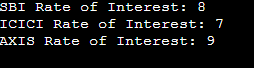 SBI Rate of Interest: 8
ICICI Rate of Interest: 7
AXIS Rate of Interest: 9